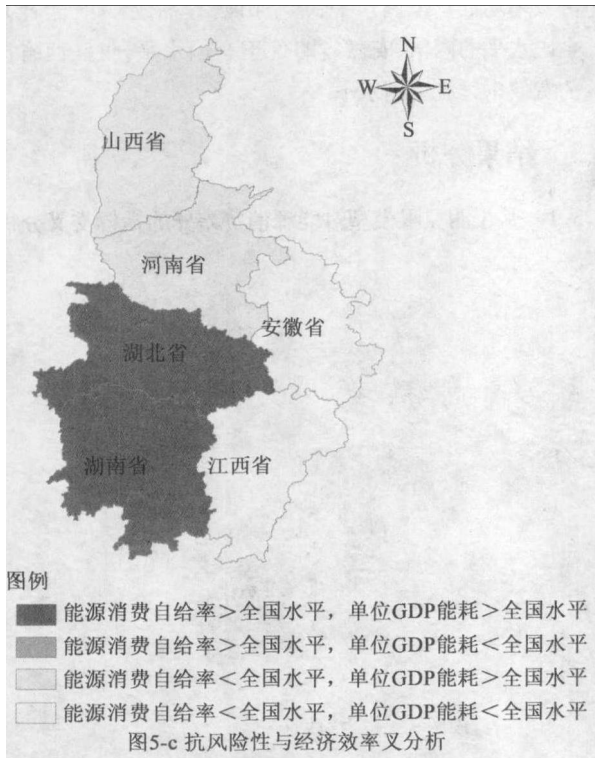 N
W E
S
山西省
河南省
安徽省
湖北省
湖南省
江西省
图例
能源消费自给率＞全国水平，单位GDP能耗＞全国水平
能源消费自给率＞全国水平，单位GDP能耗＜全国水平
能源消费自给率＜全国水平，单位GDP能耗＞全国水平
能源消费自给率＜全国水平，单位GDP能耗＜全国水平
图5-c 抗风险性与经济效率叉分析